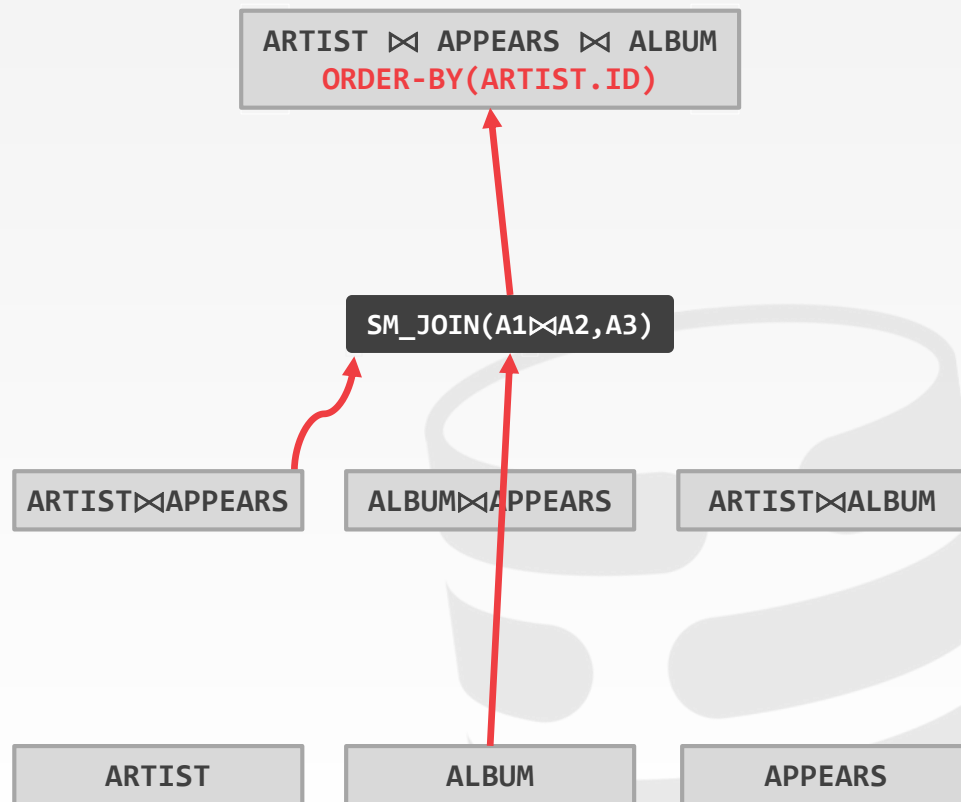 ARTIST ⨝ APPEARS ⨝ ALBUM
ORDER-BY(ARTIST.ID)
SM_JOIN(A1⨝A2,A3)
ARTIST⨝APPEARS
ALBUM⨝APPEARS
ARTIST⨝ALBUM
ARTIST
ALBUM
APPEARS